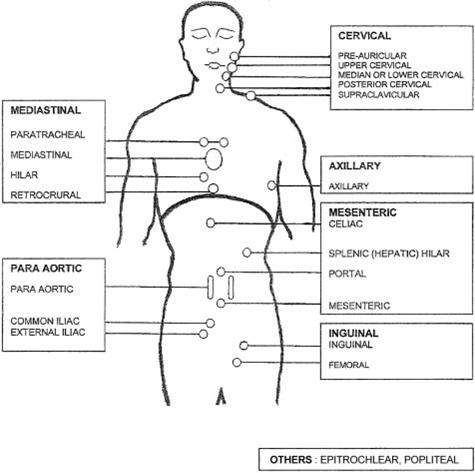 CERVICAL
PRE-AURICULAR
UPPER CERVICAL
MEDIAN OR LOWER CERVICAL
POSTERIOR CERVICAL
SUPRACLAVICULAR
MEDIASTINAL
PARATRACHEAL
MEDIASTINAL
HILAR
RETROCRURAL
AXILLARY
AXILLARY
MESENTERIC
CELIAC
SPLENIC (HEPATIC) HILAR
PORTAL
MESENTERIC
PARA AORTIC
PARA AORTIC
COMMON ILIAC
EXTERNAL ILIAC
INGUINAL
INGUINAL
FEMORAL
OTHERS : EPITROCHLEAR, POPLITEAL